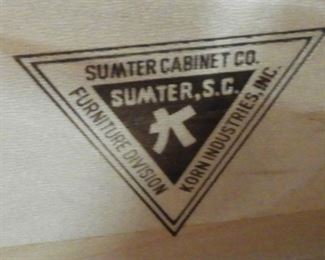 SUMTER CABINET CO.
SUMTER, S.C.
K
FURNITURE DIVISION
KORN INDUSTRIES, INC.